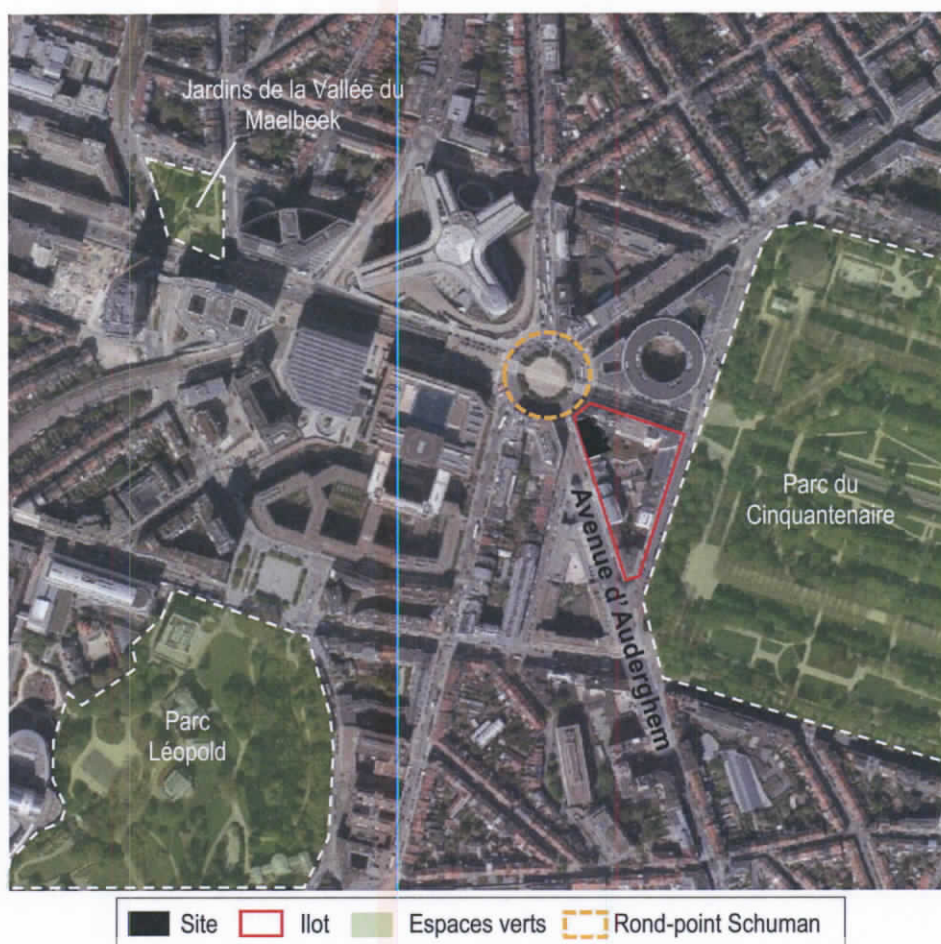 Jardins de la Vallée du
Maelbeek
Parc du
Cinquantenaire
Avenue d'Auderghem
Parc
Léopold
Site
Ilot
Espaces verts
Rond-point Schuman